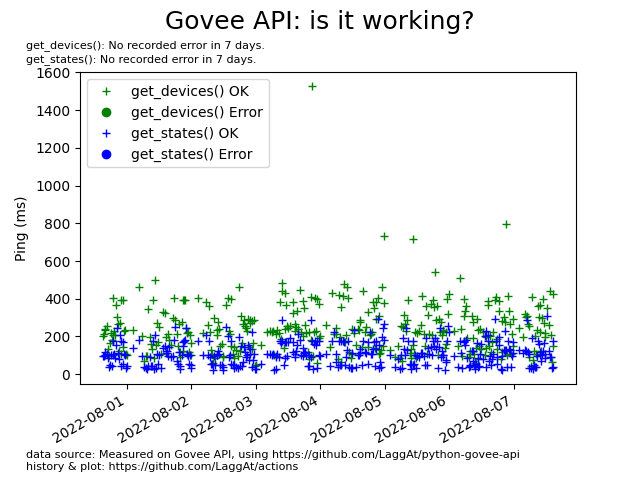 Govee API: is it working?
get_devices(): No recorded error in 7 days.
get_states(): No recorded error in 7 days.
get_devices() OK
get_devices() Error
get_states() OK
get_states() Error
1600
1400
1200
1000
800
600
400
200
0
Ping (ms)
2022-08-01
2022-08-02
2022-08-03
2022-08-04
2022-08-05
2022-08-06
2022-08-07
data source: Measured on Govee API, using https://github.com/LaggAt/python-govee-api
history & plot: https://github.com/LaggAt/actions